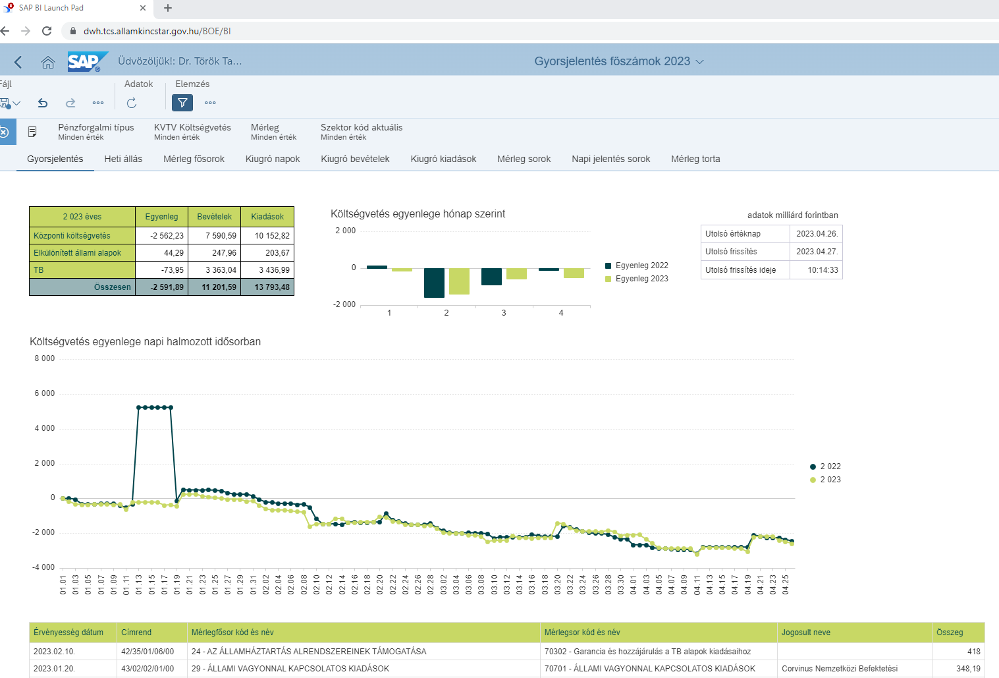 SAP BI Launch Pad
dwh.tcs.allamkincstar.gov.hu/BOE/BI
SAP
Üdvözöljük!: Dr. Török Ta...
Gyorsjelentés főszámok 2023
Fájl
Adatok
Elemzés
Pénzforgalmi típus
Minden érték
KVTV Költségvetés
Minden érték
Mérleg
Minden érték
Szektor kód aktuális
Minden érték
Gyorsjelentés Heti állás Mérleg fősorok Kiugró napok Kiugró bevételek Kiugró kiadások Mérleg sorok Napi jelentés sorok Mérleg torta
2 023 éves Egyenleg Bevételek Kiadások
Központi költségvetés -2 562,23 7 590,59 10 152,82
Elkülönített állami alapok 44,29 247,96 203,67
TB -73,95 3 363,04 3 436,99
Összesen -2 591,89 11 201,59 13 793,48
Költségvetés egyenlege hónap szerint
2 000
0
-2 000
1 2 3 4
Egyenleg 2022
Egyenleg 2023
adatok milliárd forintban
Utolsó értéknap 2023.04.26.
Utolsó frissítés 2023.04.27.
Utolsó frissítés ideje 10:14:33
Költségvetés egyenlege napi halmozott idősorban
8 000
6 000
4 000
2 000
0
-2 000
-4 000
01.01 01.03 01.05 01.07 01.09 01.11 01.13 01.15 01.17 01.19 01.21 01.23 01.25 01.27 01.29 01.31 02.02 02.04 02.06 02.08 02.10 02.12 02.14 02.16 02.18 02.20 02.22 02.24 02.26 02.28 03.02 03.04 03.06 03.08 03.10 03.12 03.14 03.16 03.18 03.20 03.22 03.24 03.26 03.28 03.30 04.01 04.03 04.05 04.07 04.09 04.11 04.13 04.15 04.17 04.19 04.21 04.23 04.25
2 022
2 023
Érvényesség dátum Címrend Mérlegfősor kód és név Mérlegsor kód és név Jogosult neve Összeg
2023.02.10. 42/35/01/06/00 24 - AZ ÁLLAMHÁZTARTÁS ALRENDSZEREINEK TÁMOGATÁSA 70302 - Garancia és hozzájárulás a TB alapok kiadásaihoz 418
2023.01.20. 43/02/02/01/00 29 - ÁLLAMI VAGYONNAL KAPCSOLATOS KIADÁSOK 70701 - ÁLLAMI VAGYONNAL KAPCSOLATOS KIADÁSOK Corvinus Nemzetközi Befektetési 348,19